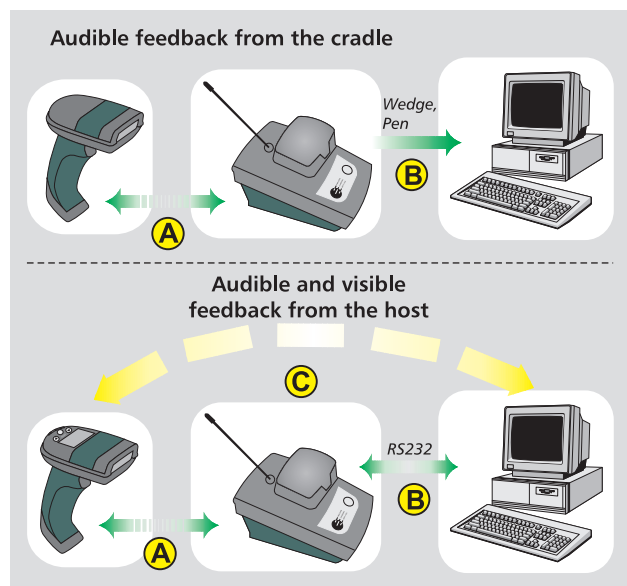 Audible feedback from the cradle
Wedge,
Pen
B
A
Audible and visible
feedback from the host
C
RS232
B
A